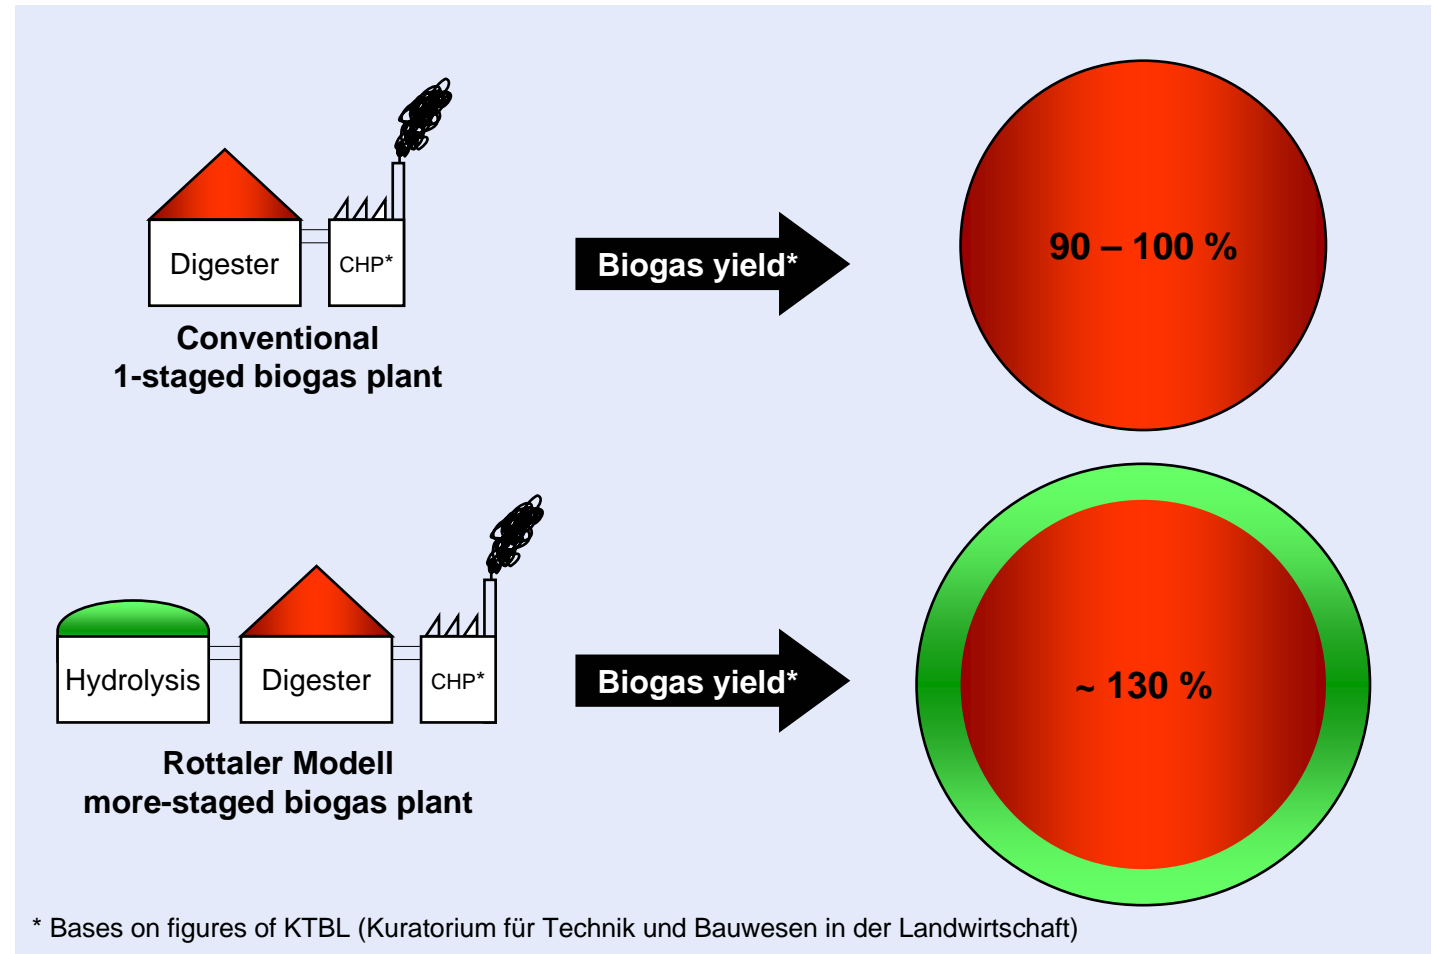 Digester
CHP*
Biogas yield*
90 – 100 %
Conventional
1-staged biogas plant
Hydrolysis
Digester
CHP*
Biogas yield*
~ 130 %
Rottaler Modell
more-staged biogas plant
* Bases on figures of KTBL (Kuratorium für Technik und Bauwesen in der Landwirtschaft)